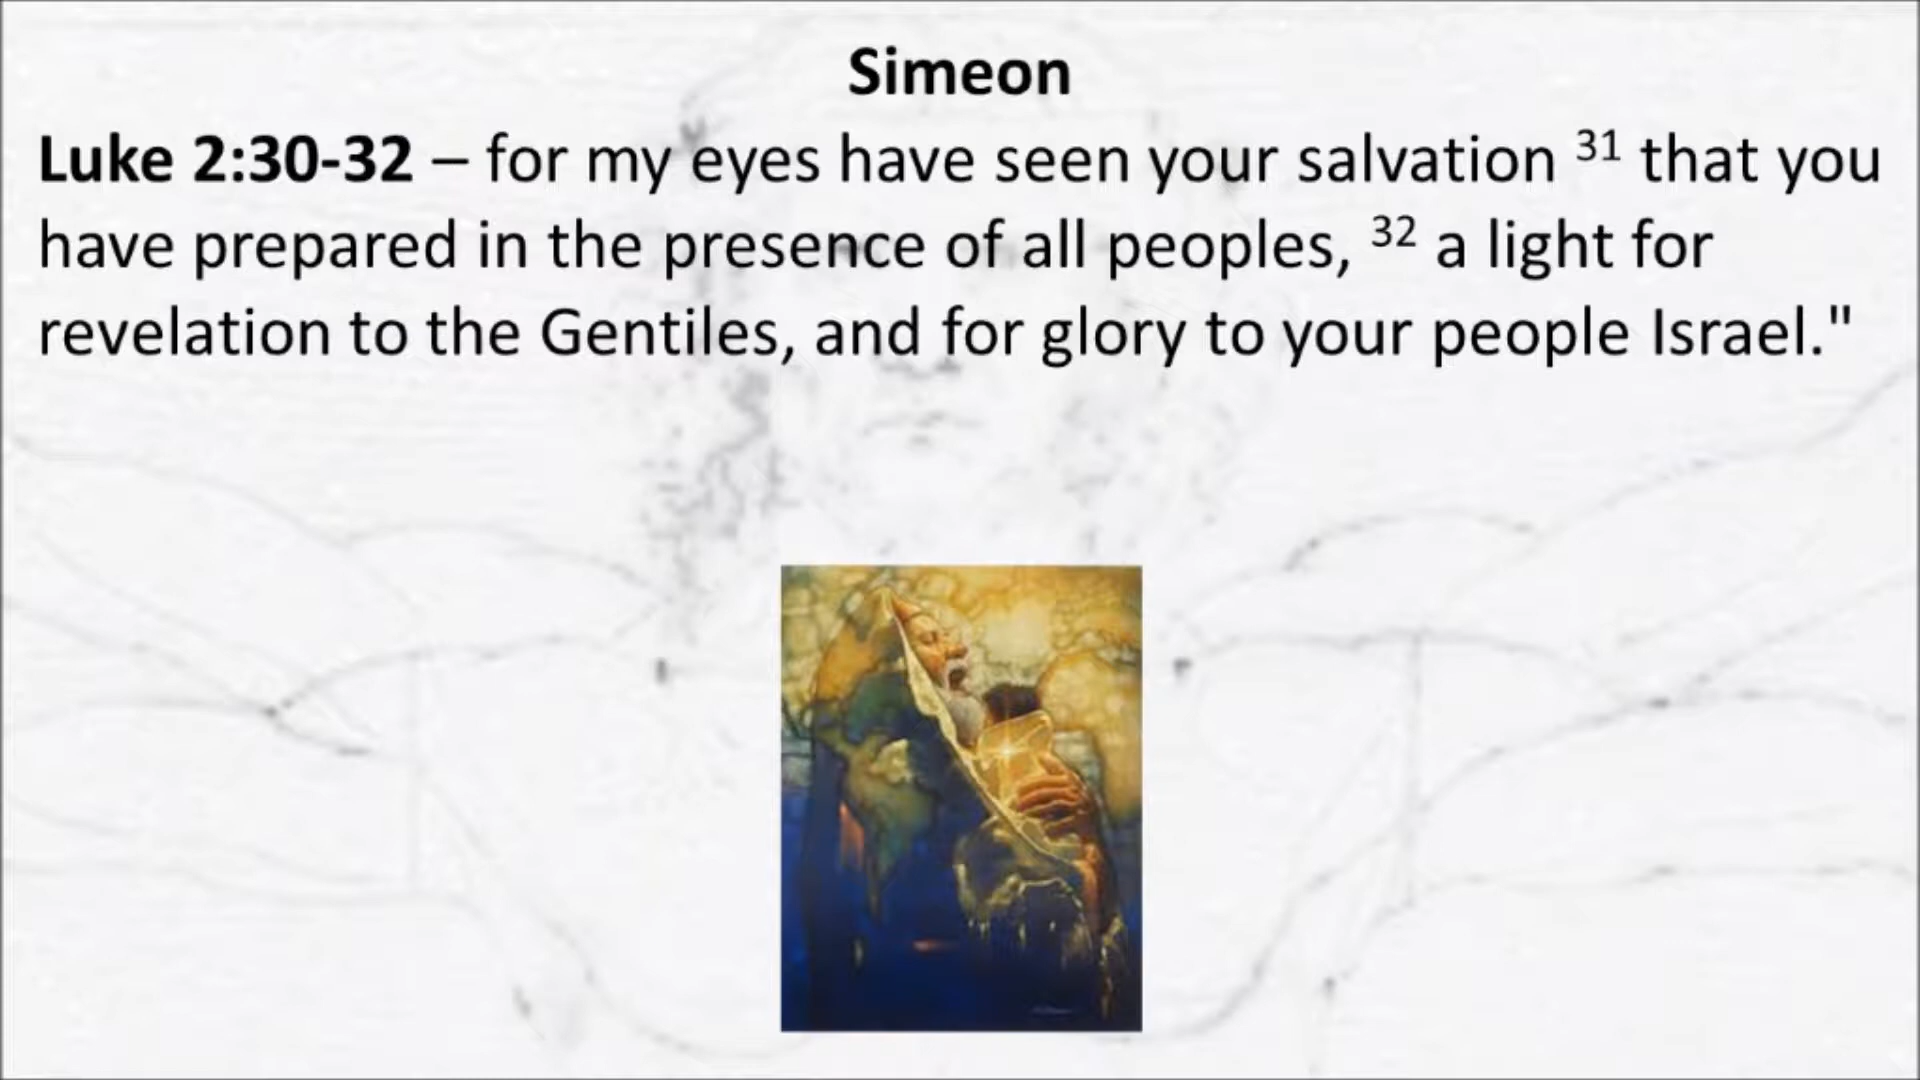 Simeon
Luke 2:30-32 – for my eyes have seen your salvation 31 that you
have prepared in the presence of all peoples, 32 a light for
revelation to the Gentiles, and for glory to your people Israel."